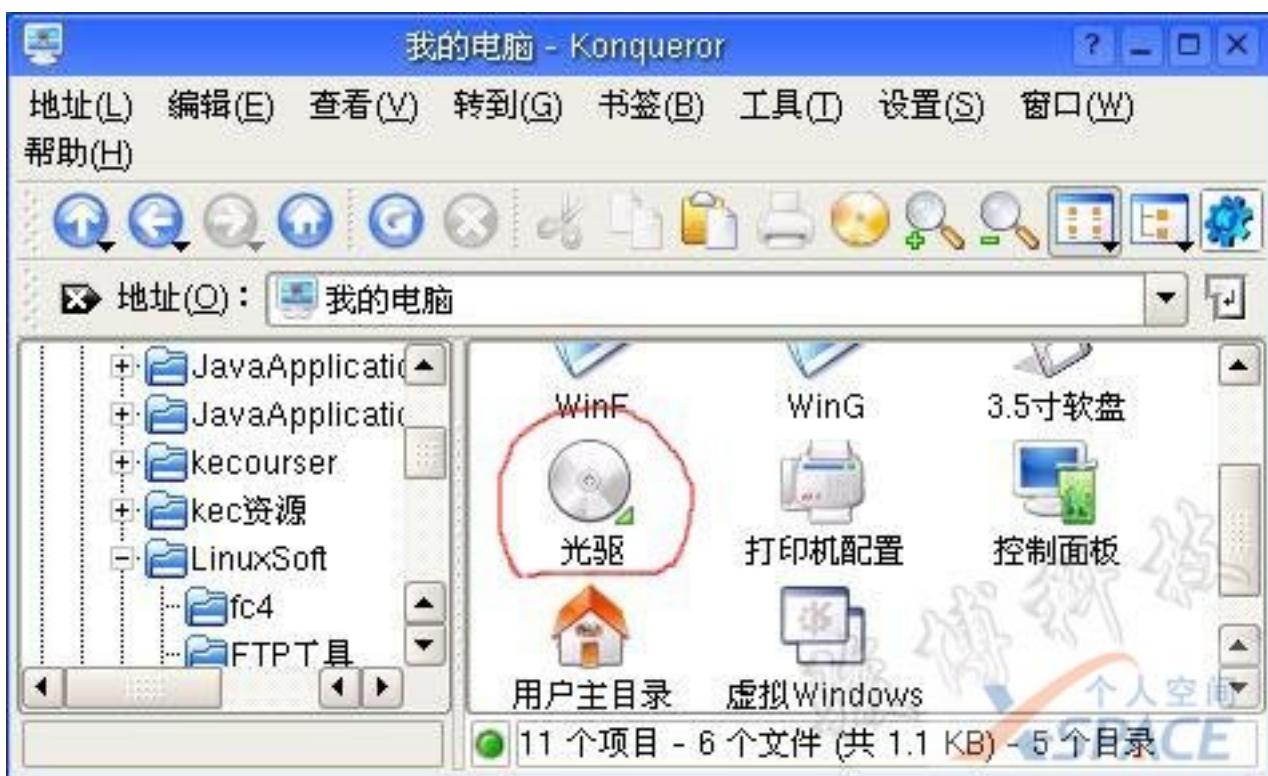 我的电脑 - Konqueror
地址(L) 编辑(E) 查看(V) 转到(G) 书签(B) 工具(T) 设置(S) 窗口(W)
帮助(H)
地址(O)： 我的电脑
JavaApplicatio
JavaApplicatio
kecourser
kec资源
LinuxSoft
fc4
FTP工具
WinF WinG 3.5寸软盘
光驱 打印机配置 控制面板
用户主目录 虚拟Windows
个人空间
SPACE
11 个项目 - 6 个文件 (共 1.1 KB) - 5 个目录